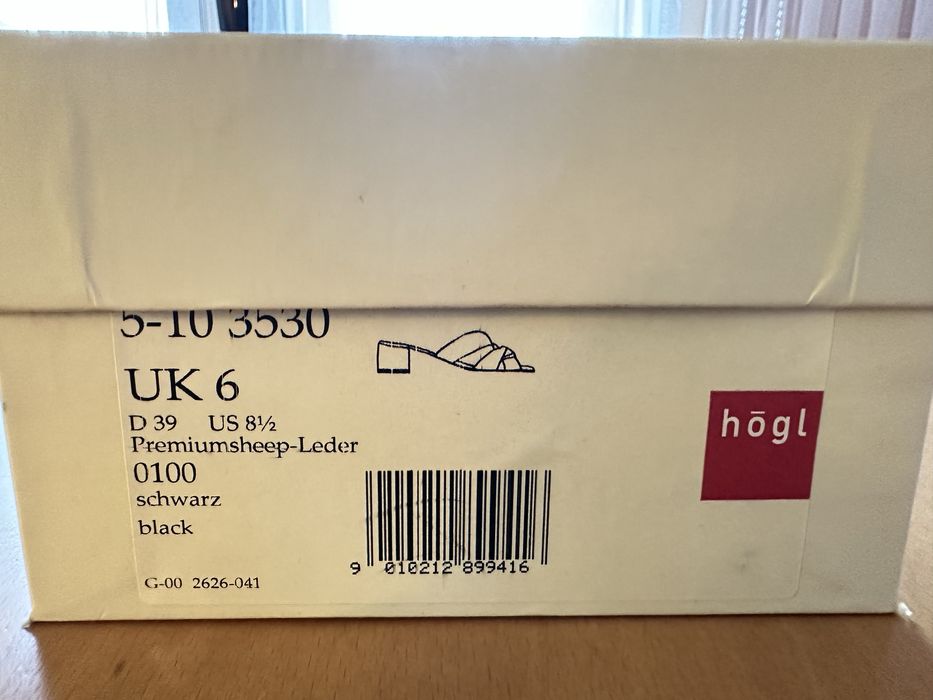 5-10 3530
UK 6
D 39 US 8½
Premiumsheep-Leder
0100
schwarz
black
G-00 2626-041
9 010212 899416
hōgl